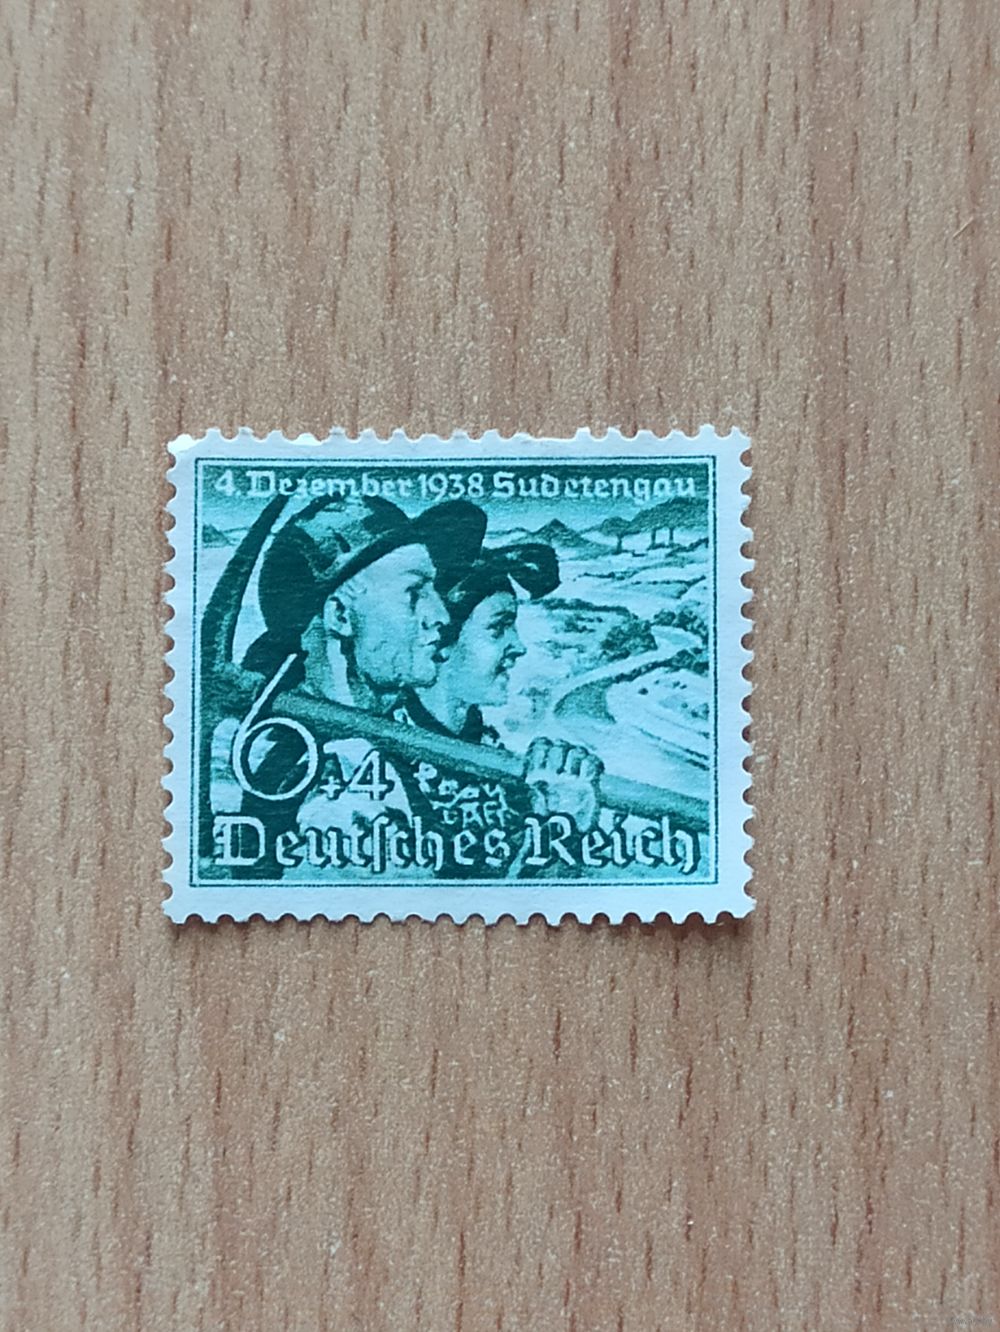 4. Dezember 1938 Sudetengau
6+4
Deutsches Reich